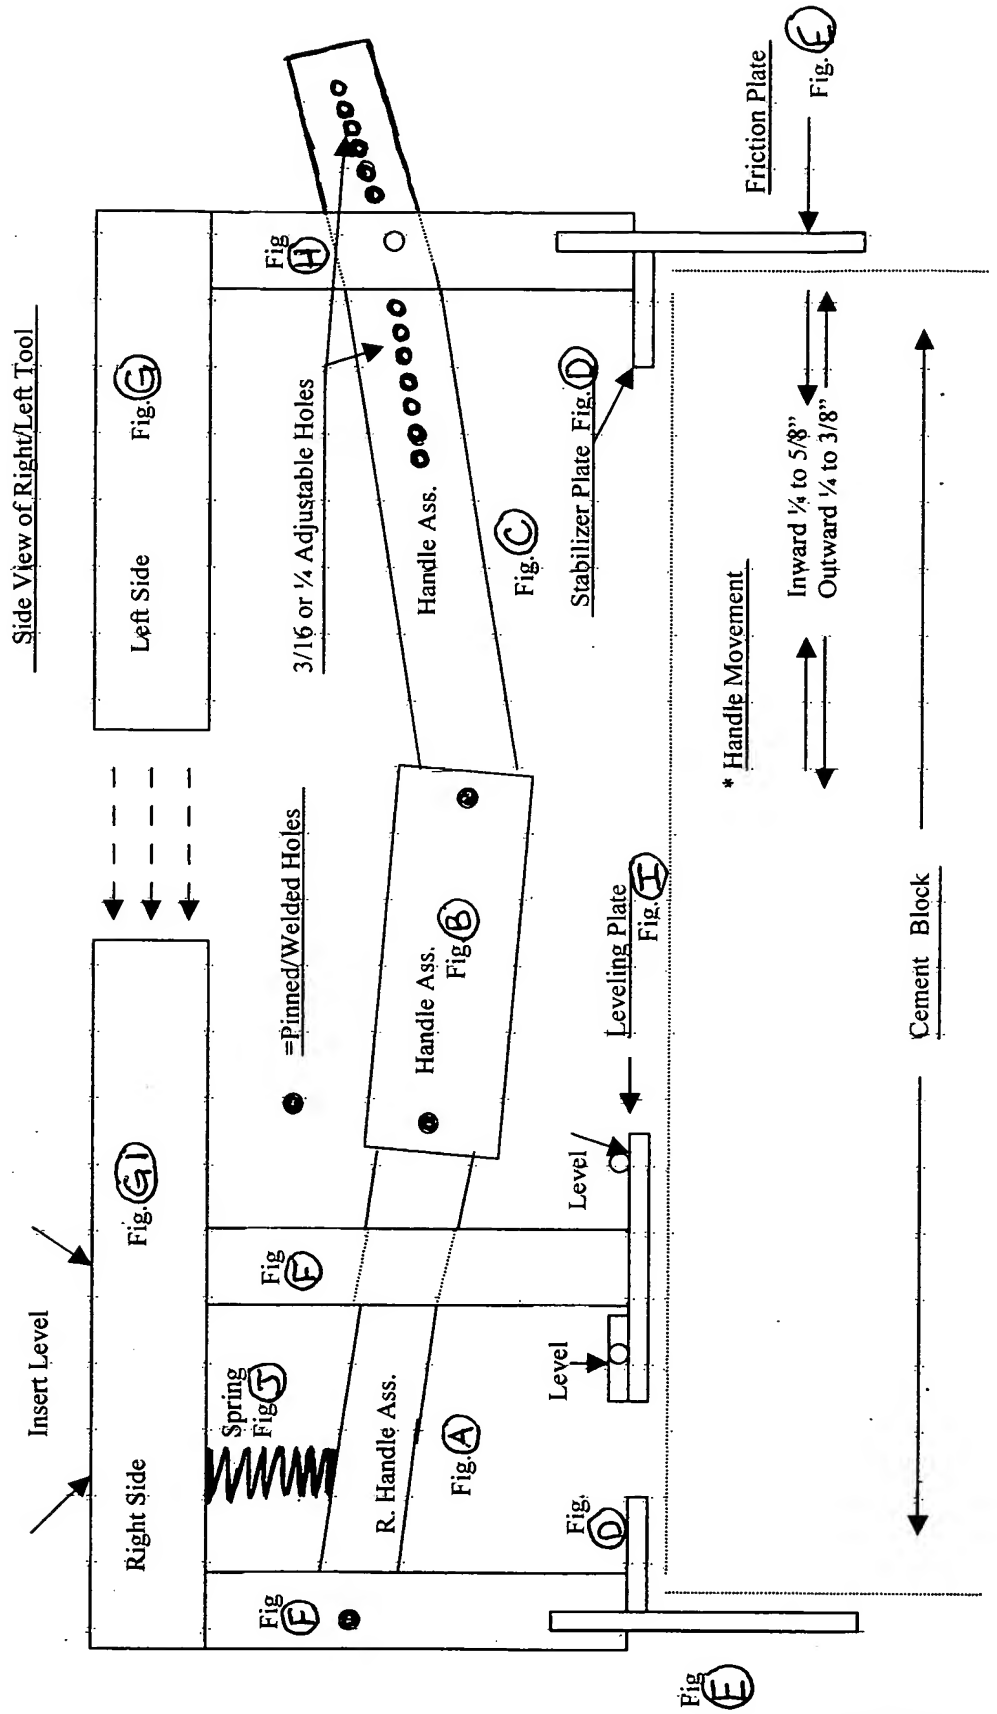 Side View of Right/Left Tool
Insert Level
Right Side
Fig. G1
Left Side
Fig. G
Spring
Fig J
Fig F
Fig F
=Pinned/Welded Holes
3/16 or ¼ Adjustable Holes
Fig H
R. Handle Ass.
Fig. A
Handle Ass.
Fig B
Handle Ass.
Fig. C
Fig. D
Level
Level
Leveling Plate
Fig. I
Stabilizer Plate Fig. D
Fig E
* Handle Movement
Inward ¼ to 5/8”
Outward ¼ to 3/8”
Friction Plate
Fig. E
Cement Block